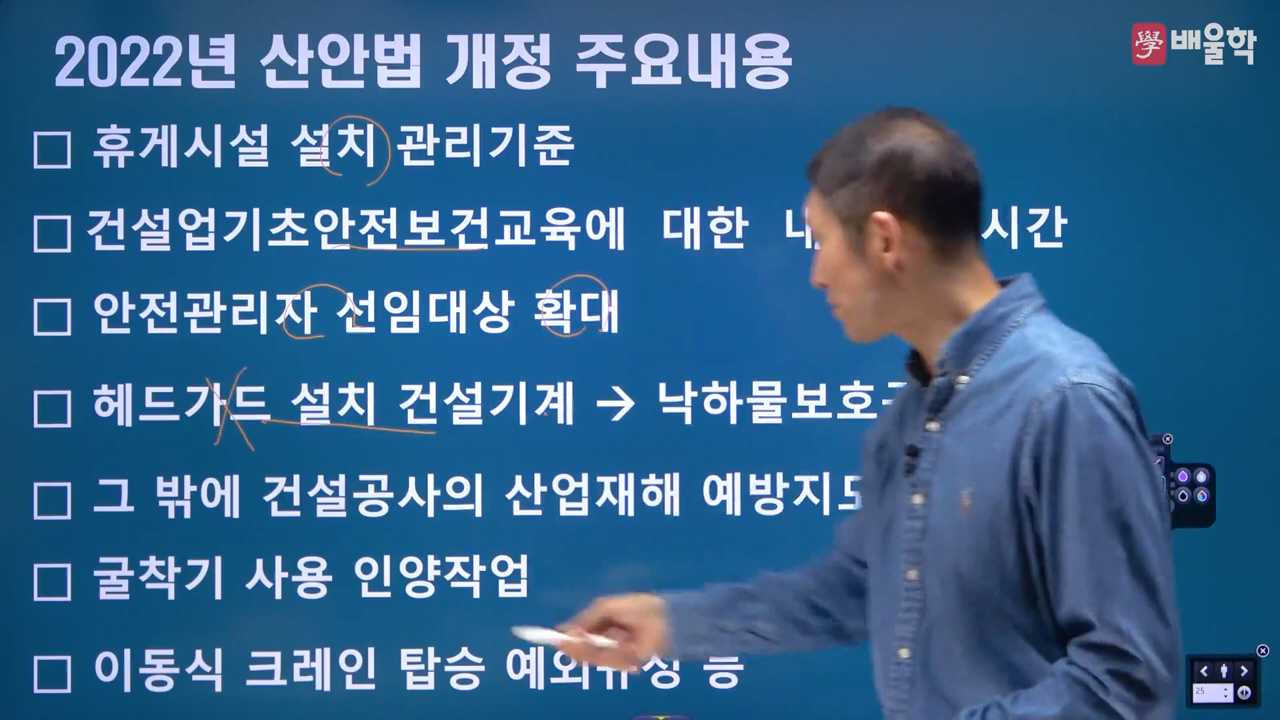 2022년 산안법 개정 주요내용
學 배울학
□ 휴게시설 설치 관리기준
□ 건설업기초안전보건교육에 대한 시간
□ 안전관리자 선임대상 확대
□ 헤드가드 설치 건설기계 → 낙하물보호
□ 그 밖에 건설공사의 산업재해
□ 굴착기 사용 인양작업
□ 이동식 크레인 탑승 등
25